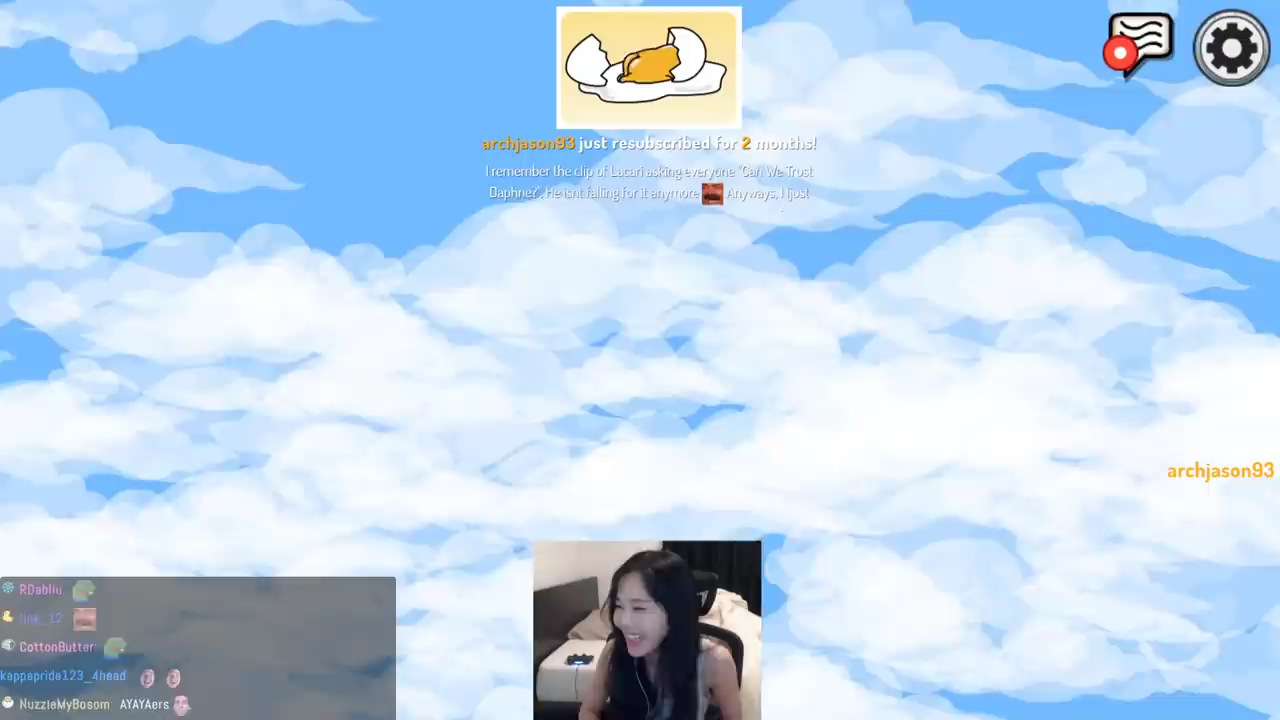 archjason93 just resubscribed for 2 months!
I remember the clip of Lacari asking everyone "Can We Trust
Daphne?". He isnt falling for it anymore Anyways, I just
archjason93
RDabliu
link_12
CottonButter
kappapride123_4head
NuzzleMyBosom AYAYAers